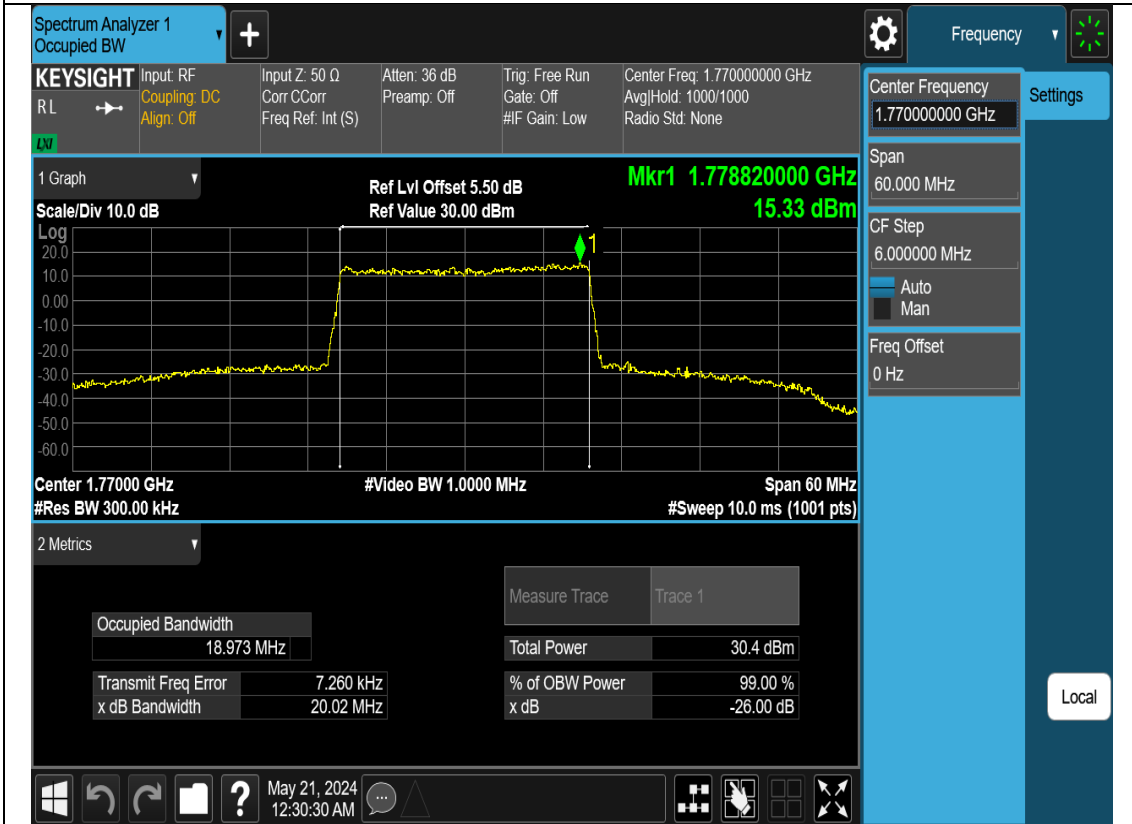 Spectrum Analyzer 1
Occupied BW
+
Frequency
KEYSIGHT
RL
LXI
Input: RF
Coupling: DC
Align: Off
Input Z: 50 Ω
Corr CCorr
Freq Ref: Int (S)
Atten: 36 dB
Preamp: Off
Trig: Free Run
Gate: Off
#IF Gain: Low
Center Freq: 1.770000000 GHz
Avg|Hold: 1000/1000
Radio Std: None
Center Frequency
1.770000000 GHz
Settings
Span
60.000 MHz
CF Step
6.000000 MHz
Auto
Man
Freq Offset
0 Hz
Local
1 Graph
Ref Lvl Offset 5.50 dB
Mkr1 1.778820000 GHz
Scale/Div 10.0 dB
Ref Value 30.00 dBm
15.33 dBm
Log
1
20.0
10.0
0.00
-10.0
-20.0
-30.0
-40.0
-50.0
-60.0
Center 1.77000 GHz
#Video BW 1.0000 MHz
Span 60 MHz
#Res BW 300.00 kHz
#Sweep 10.0 ms (1001 pts)
2 Metrics
Measure Trace Trace 1
Occupied Bandwidth
18.973 MHz
Total Power 30.4 dBm
Transmit Freq Error 7.260 kHz
% of OBW Power 99.00 %
x dB Bandwidth 20.02 MHz
x dB -26.00 dB
?
May 21, 2024
12:30:30 AM